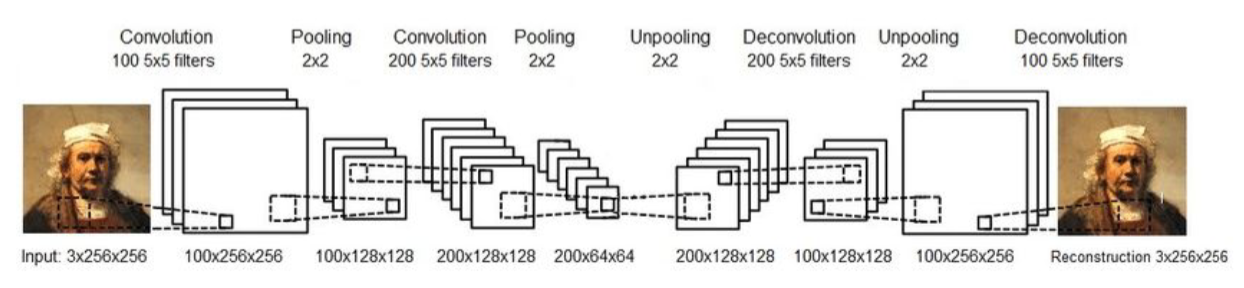 Convolution
100 5x5 filters
Pooling
2x2
Convolution
200 5x5 filters
Pooling
2x2
Unpooling
2x2
Deconvolution
200 5x5 filters
Unpooling
2x2
Deconvolution
100 5x5 filters
Input: 3x256x256
100x256x256
100x128x128
200x128x128
200x64x64
200x128x128
100x128x128
100x256x256
Reconstruction 3x256x256